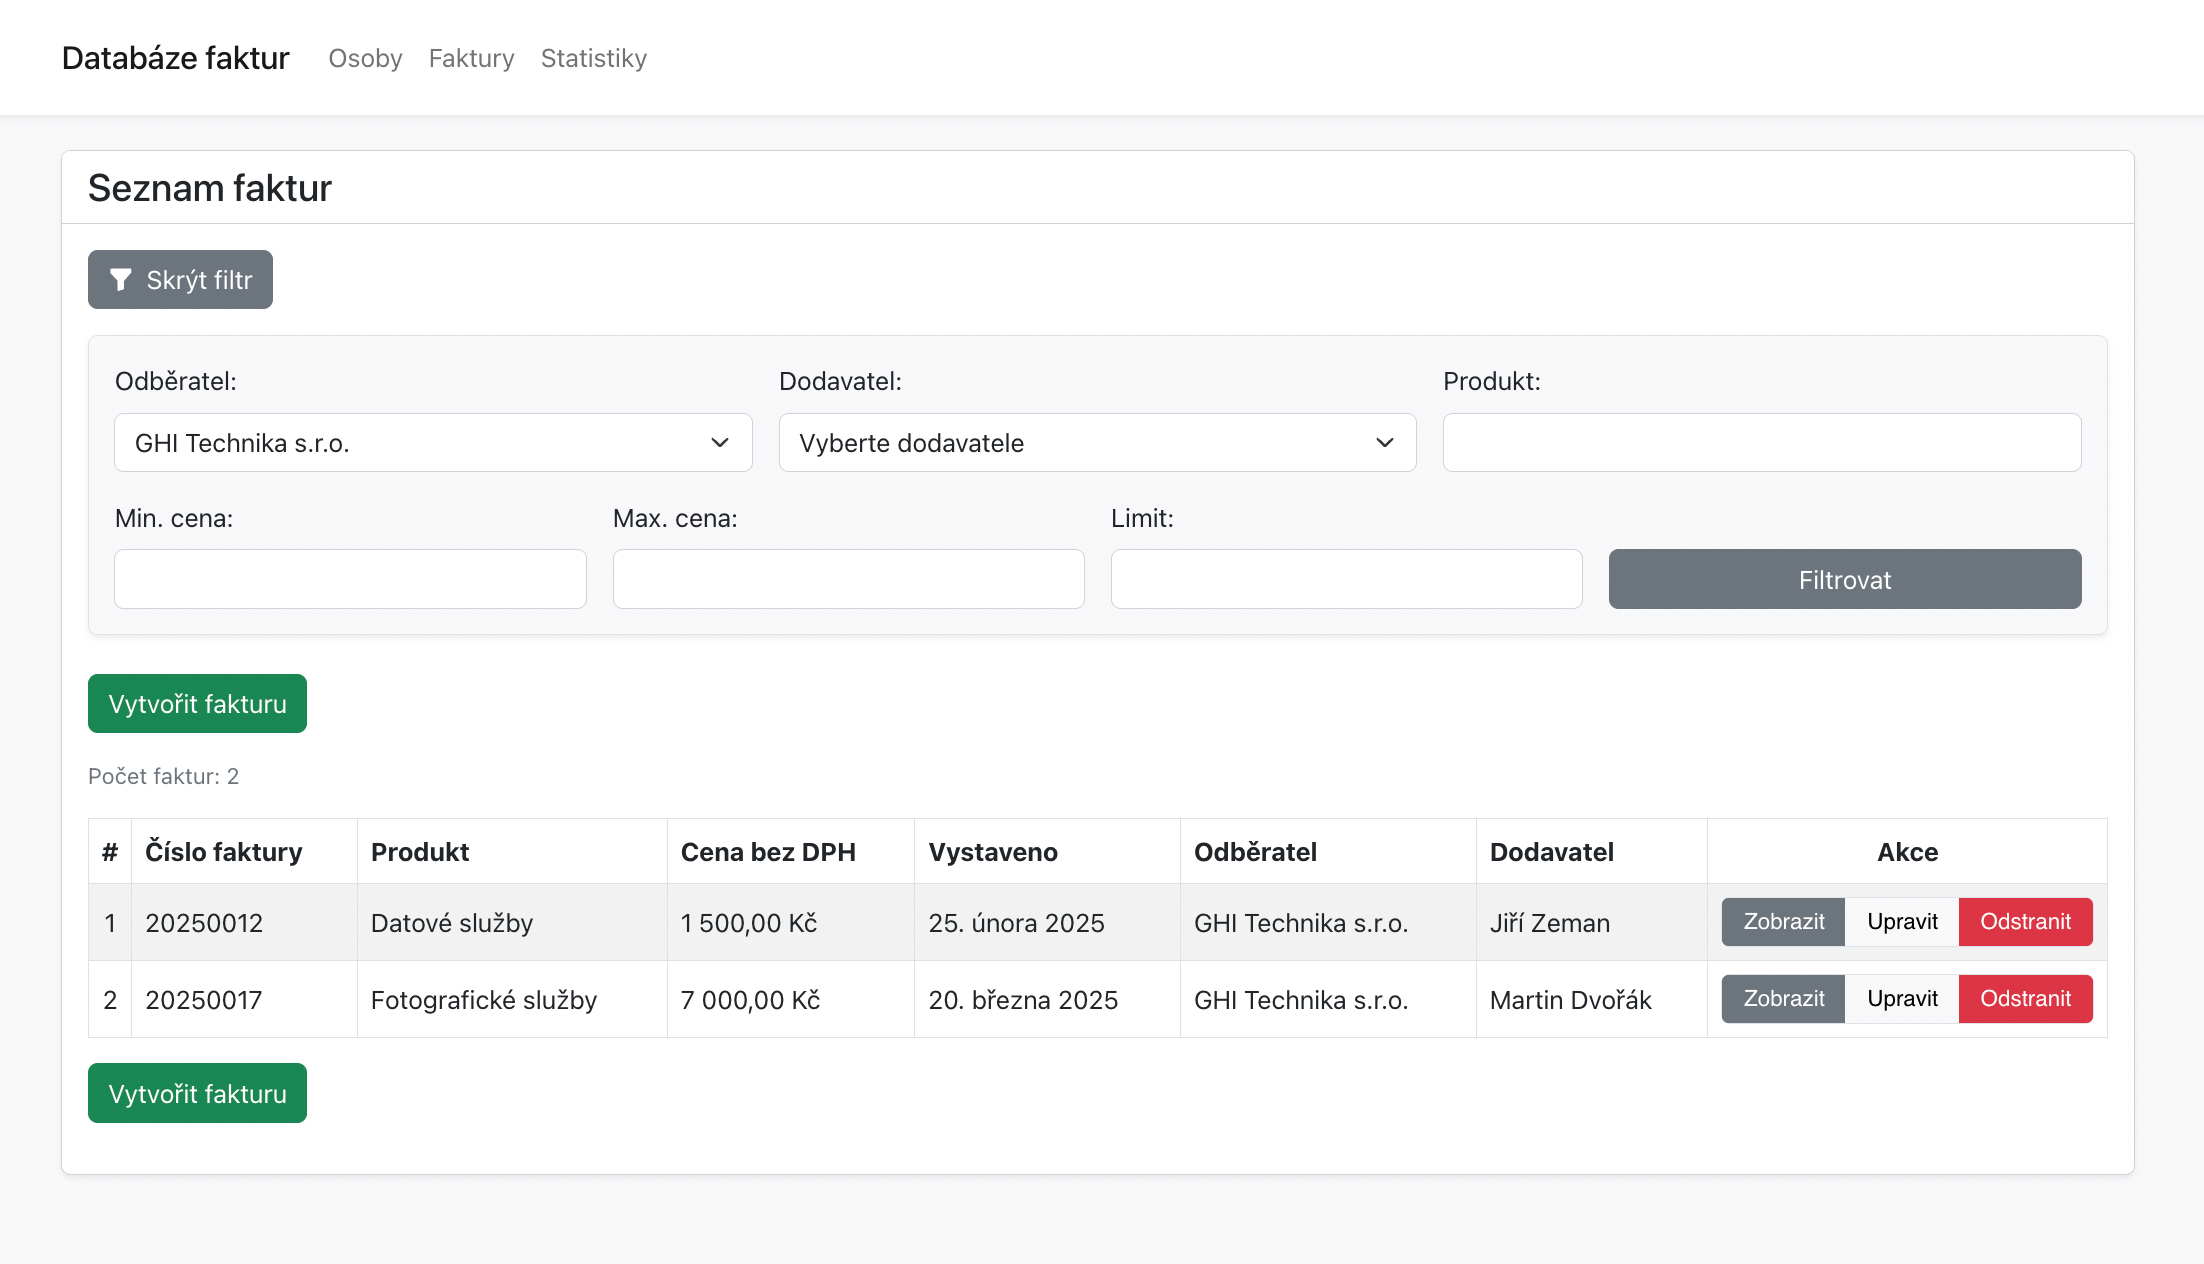 Databáze faktur Osoby Faktury Statistiky
Seznam faktur
Skrýt filtr
Odběratel: Dodavatel: Produkt:
GHI Technika s.r.o. Vyberte dodavatele
Min. cena: Max. cena: Limit:
Filtrovat
Vytvořit fakturu
Počet faktur: 2
# Číslo faktury Produkt Cena bez DPH Vystaveno Odběratel Dodavatel Akce
1 20250012 Datové služby 1 500,00 Kč 25. února 2025 GHI Technika s.r.o. Jiří Zeman Zobrazit Upravit Odstranit
2 20250017 Fotografické služby 7 000,00 Kč 20. března 2025 GHI Technika s.r.o. Martin Dvořák Zobrazit Upravit Odstranit
Vytvořit fakturu